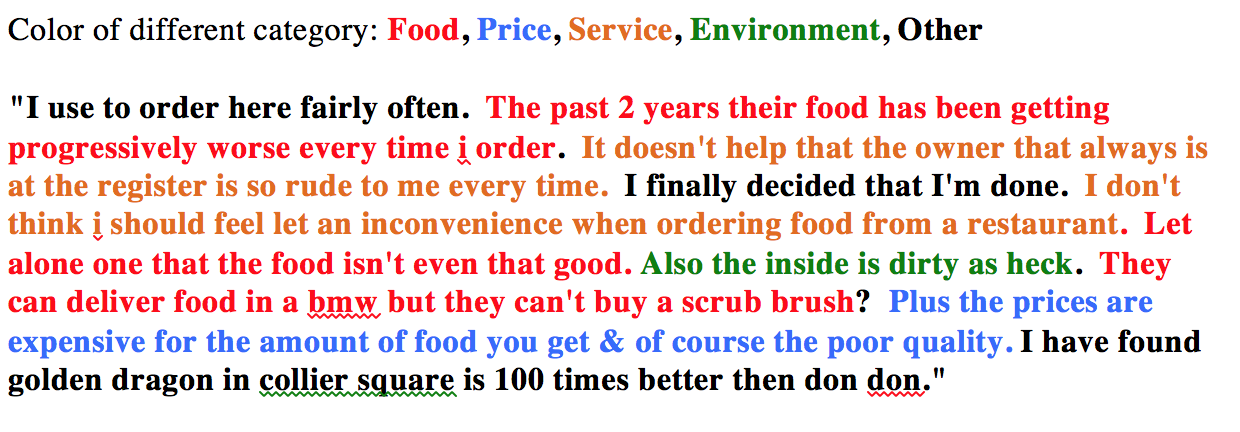 Color of different category: Food, Price, Service, Environment, Other
"I use to order here fairly often. The past 2 years their food has been getting
progressively worse every time i order. It doesn't help that the owner that always is
at the register is so rude to me every time. I finally decided that I'm done. I don't
think i should feel let an inconvenience when ordering food from a restaurant. Let
alone one that the food isn't even that good. Also the inside is dirty as heck. They
can deliver food in a bmw but they can't buy a scrub brush? Plus the prices are
expensive for the amount of food you get & of course the poor quality. I have found
golden dragon in collier square is 100 times better then don don."